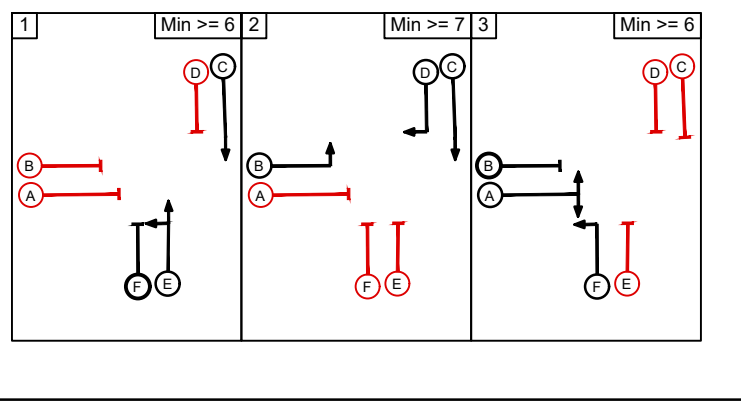 1 Min >= 6 2 Min >= 7 3 Min >= 6
D C D C D C
B B B
A A A
F E F E F E